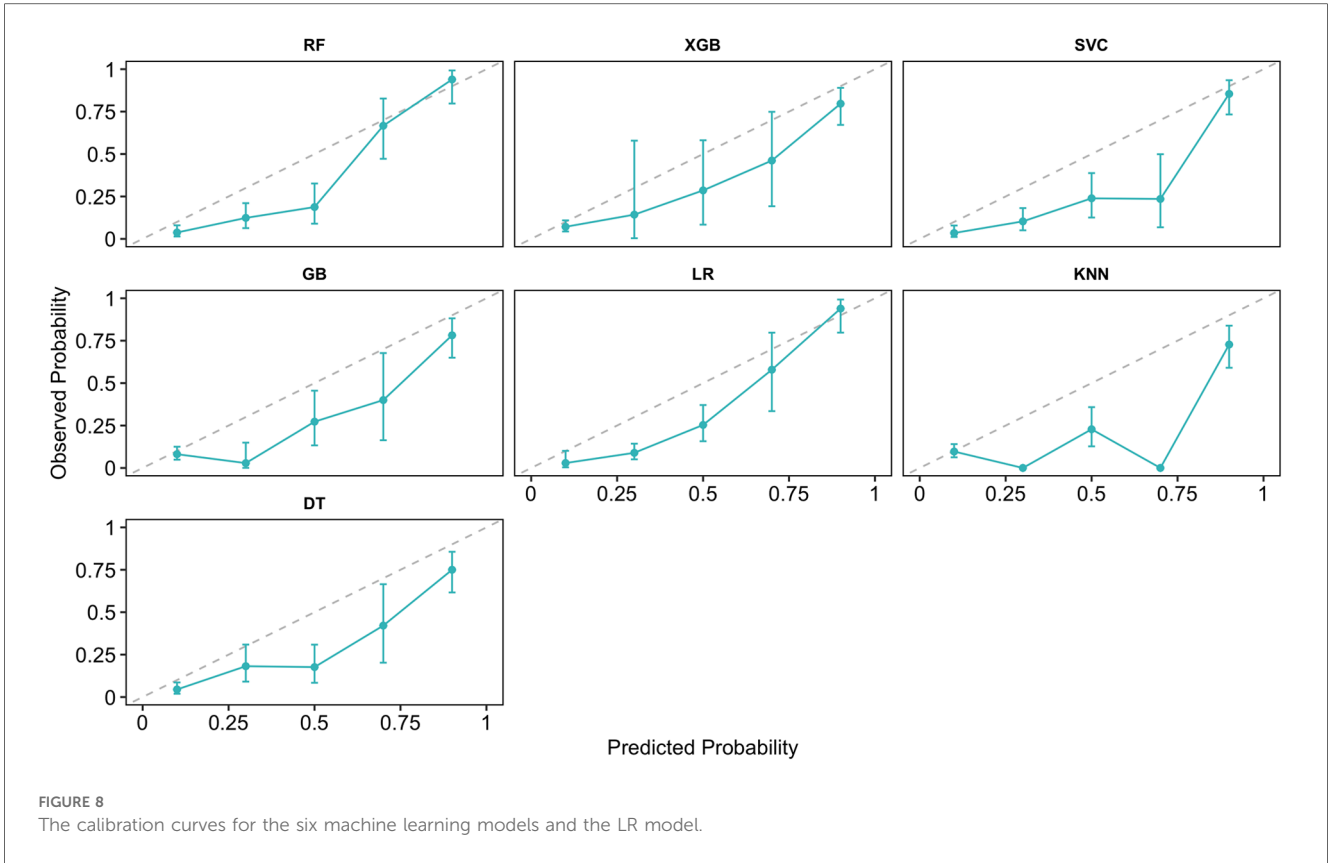 RF
XGB
SVC
1
0.75
0.5
0.25
0
GB
LR
KNN
Observed Probability
1
0.75
0.5
0.25
0
0 0.25 0.5 0.75 1
0 0.25 0.5 0.75 1
DT
1
0.75
0.5
0.25
0
0 0.25 0.5 0.75 1
Predicted Probability
FIGURE 8
The calibration curves for the six machine learning models and the LR model.